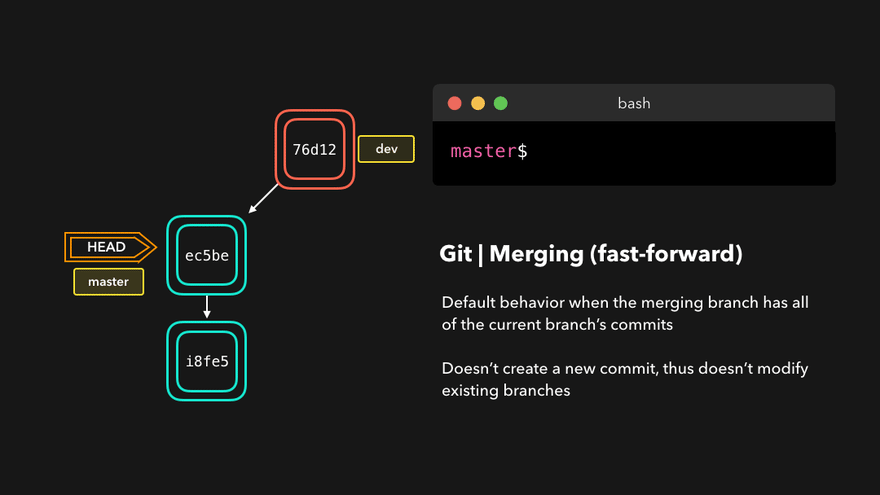 76d12
dev
HEAD
ec5be
master
i8fe5
bash
master$
Git | Merging (fast-forward)
Default behavior when the merging branch has all
of the current branch’s commits
Doesn’t create a new commit, thus doesn’t modify
existing branches